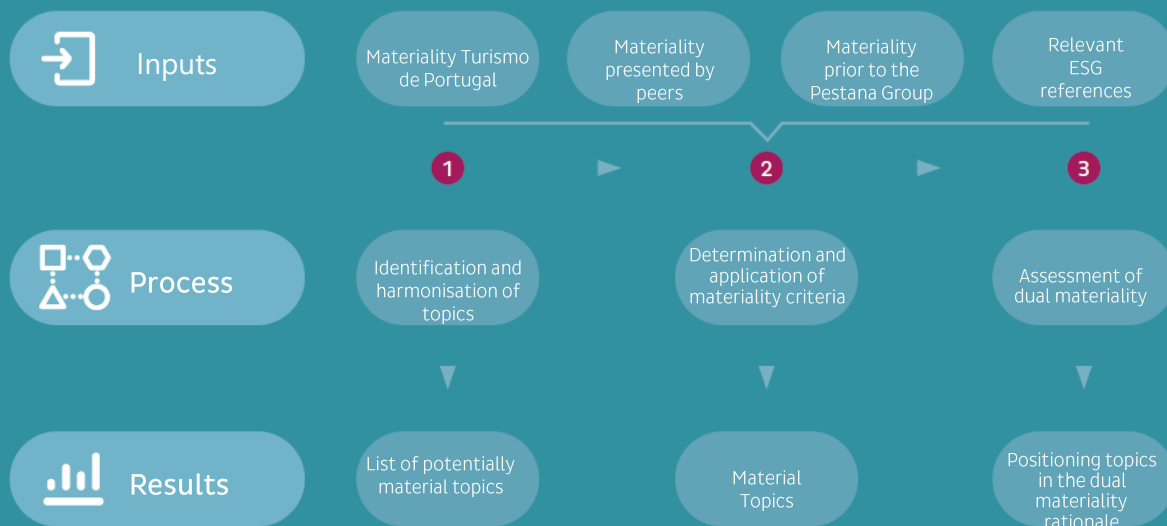 Inputs
Materiality Turismo
de Portugal
Materiality
presented by
peers
Materiality
prior to the
Pestana Group
Relevant
ESG
references
1
2
3
Process
Identification and
harmonisation of
topics
Determination and
application of
materiality criteria
Assessment of
dual materiality
Results
List of potentially
material topics
Material
Topics
Positioning topics
in the dual
materiality
rationale